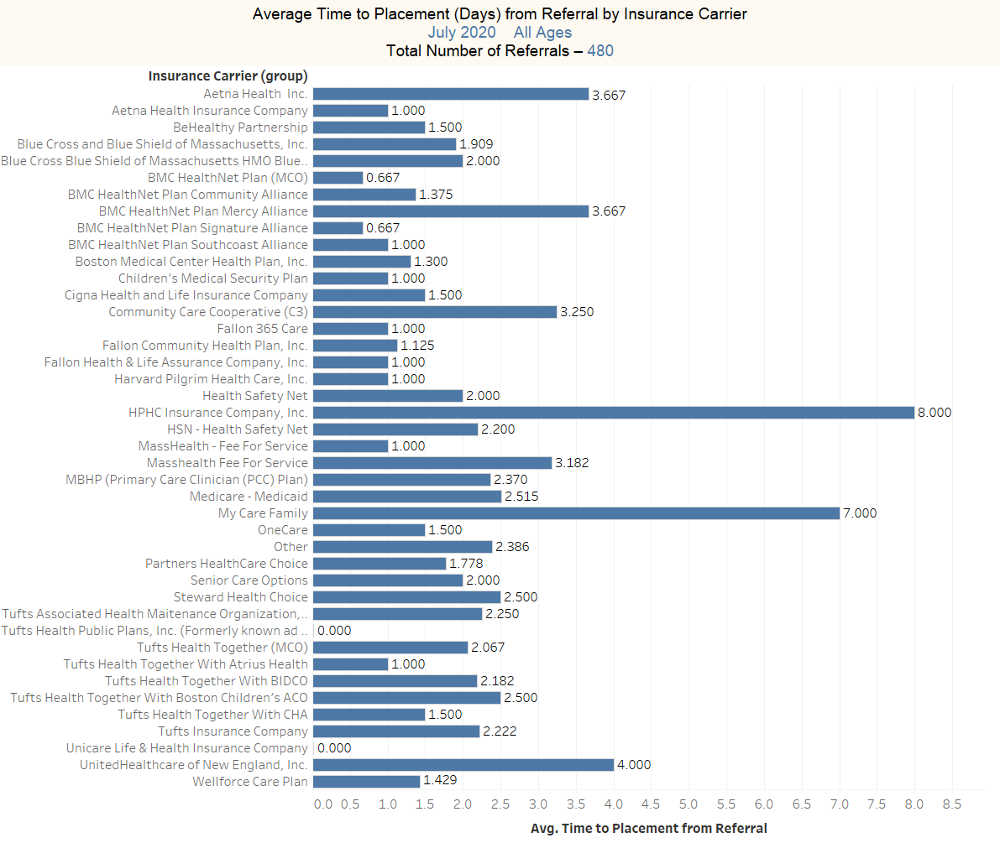 Average Time to Placement (Days) from Referral by Insurance Carrier
July 2020 All Ages
Total Number of Referrals – 480
Insurance Carrier (group)
Aetna Health Inc. 3.667
Aetna Health Insurance Company 1.000
BeHealthy Partnership 1.500
Blue Cross and Blue Shield of Massachusetts, Inc. 1.909
Blue Cross Blue Shield of Massachusetts HMO Blue.. 2.000
BMC HealthNet Plan (MCO) 0.667
BMC HealthNet Plan Community Alliance 1.375
BMC HealthNet Plan Mercy Alliance 3.667
BMC HealthNet Plan Signature Alliance 0.667
BMC HealthNet Plan Southcoast Alliance 1.000
Boston Medical Center Health Plan, Inc. 1.300
Children's Medical Security Plan 1.000
Cigna Health and Life Insurance Company 1.500
Community Care Cooperative (C3) 3.250
Fallon 365 Care 1.000
Fallon Community Health Plan, Inc. 1.125
Fallon Health & Life Assurance Company, Inc. 1.000
Harvard Pilgrim Health Care, Inc. 1.000
Health Safety Net 2.000
HPHC Insurance Company, Inc. 8.000
HSN - Health Safety Net 2.200
MassHealth - Fee For Service 1.000
Masshealth Fee For Service 3.182
MBHP (Primary Care Clinician (PCC) Plan) 2.370
Medicare - Medicaid 2.515
My Care Family 7.000
OneCare 1.500
Other 2.386
Partners HealthCare Choice 1.778
Senior Care Options 2.000
Steward Health Choice 2.500
Tufts Associated Health Maitenance Organization,.. 2.250
Tufts Health Public Plans, Inc. (Formerly known ad .. 0.000
Tufts Health Together (MCO) 2.067
Tufts Health Together With Atrius Health 1.000
Tufts Health Together With BIDCO 2.182
Tufts Health Together With Boston Children's ACO 2.500
Tufts Health Together With CHA 1.500
Tufts Insurance Company 2.222
Unicare Life & Health Insurance Company 0.000
UnitedHealthcare of New England, Inc. 4.000
Wellforce Care Plan 1.429
0.0 0.5 1.0 1.5 2.0 2.5 3.0 3.5 4.0 4.5 5.0 5.5 6.0 6.5 7.0 7.5 8.0 8.5
Avg. Time to Placement from Referral